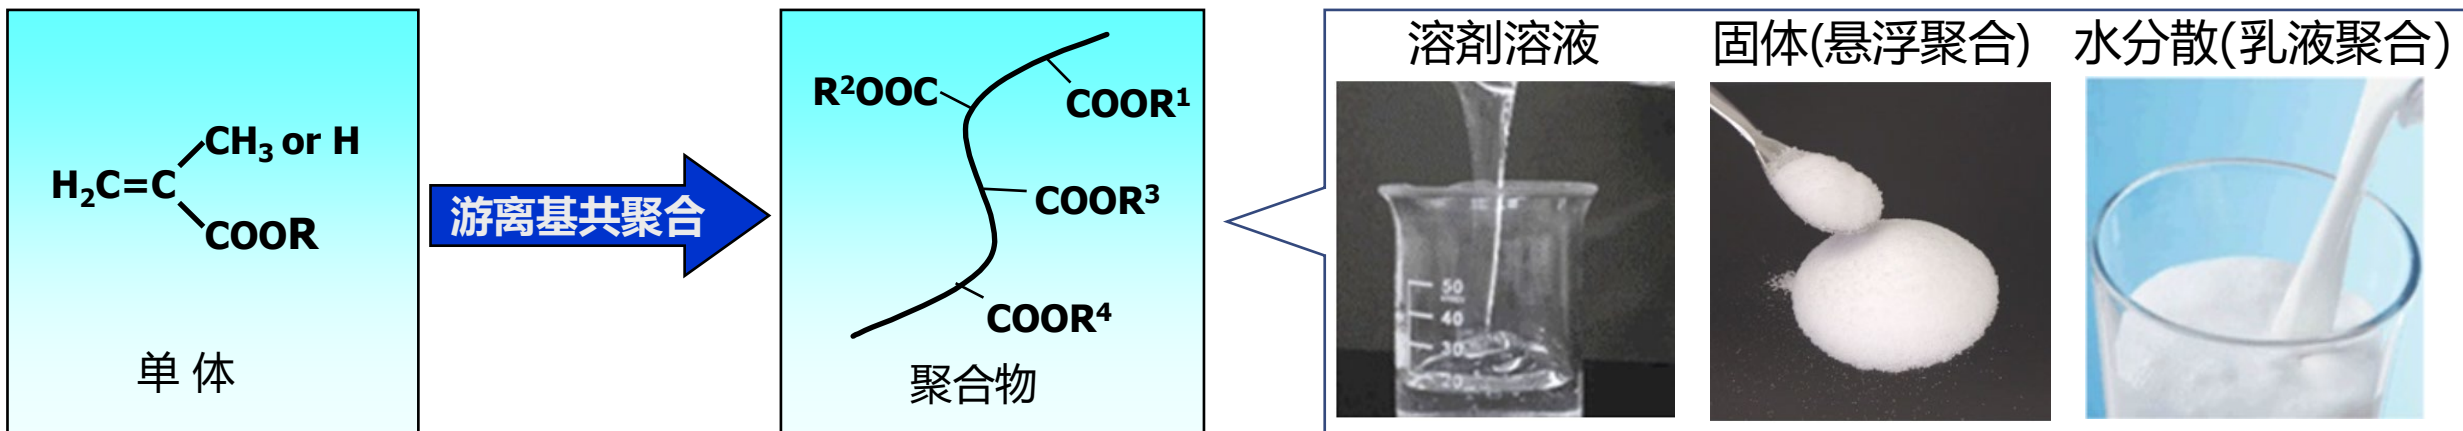 H₂C=C
CH₃ or H
COOR
单 体
游离基共聚合
R²OOC
COOR¹
COOR³
COOR⁴
聚合物
溶剤溶液
固体(悬浮聚合)
水分散(乳液聚合)
50
40
30
20